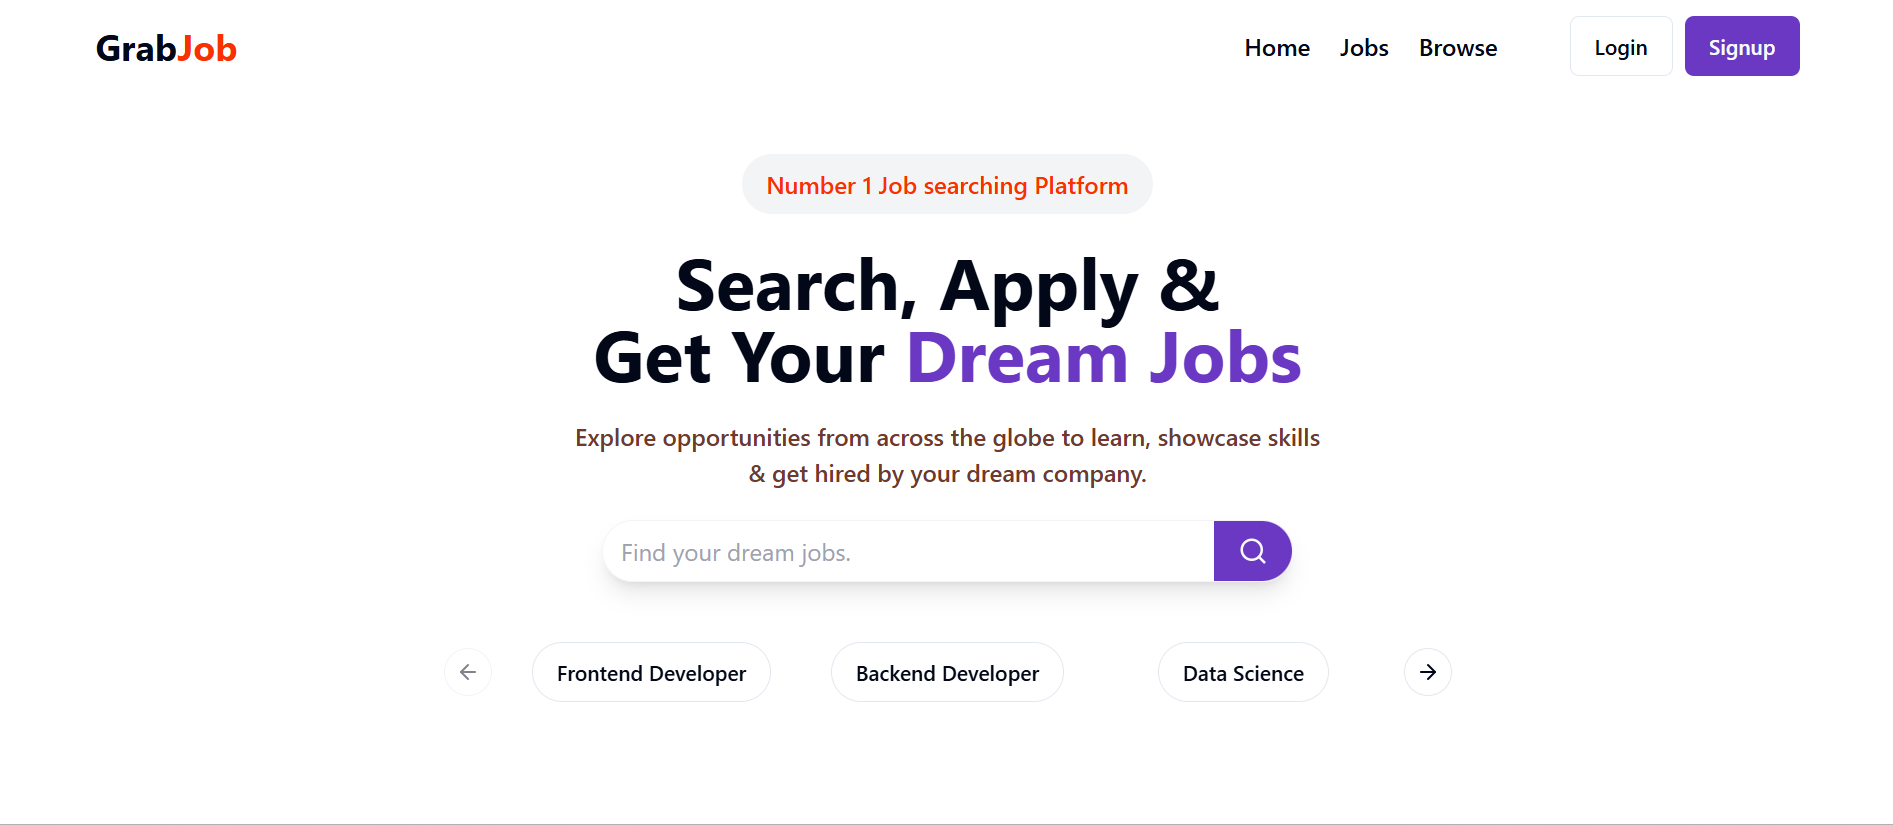 GrabJob
Home Jobs Browse Login Signup
Number 1 Job searching Platform
Search, Apply &
Get Your Dream Jobs
Explore opportunities from across the globe to learn, showcase skills
& get hired by your dream company.
Find your dream jobs.
Frontend Developer Backend Developer Data Science